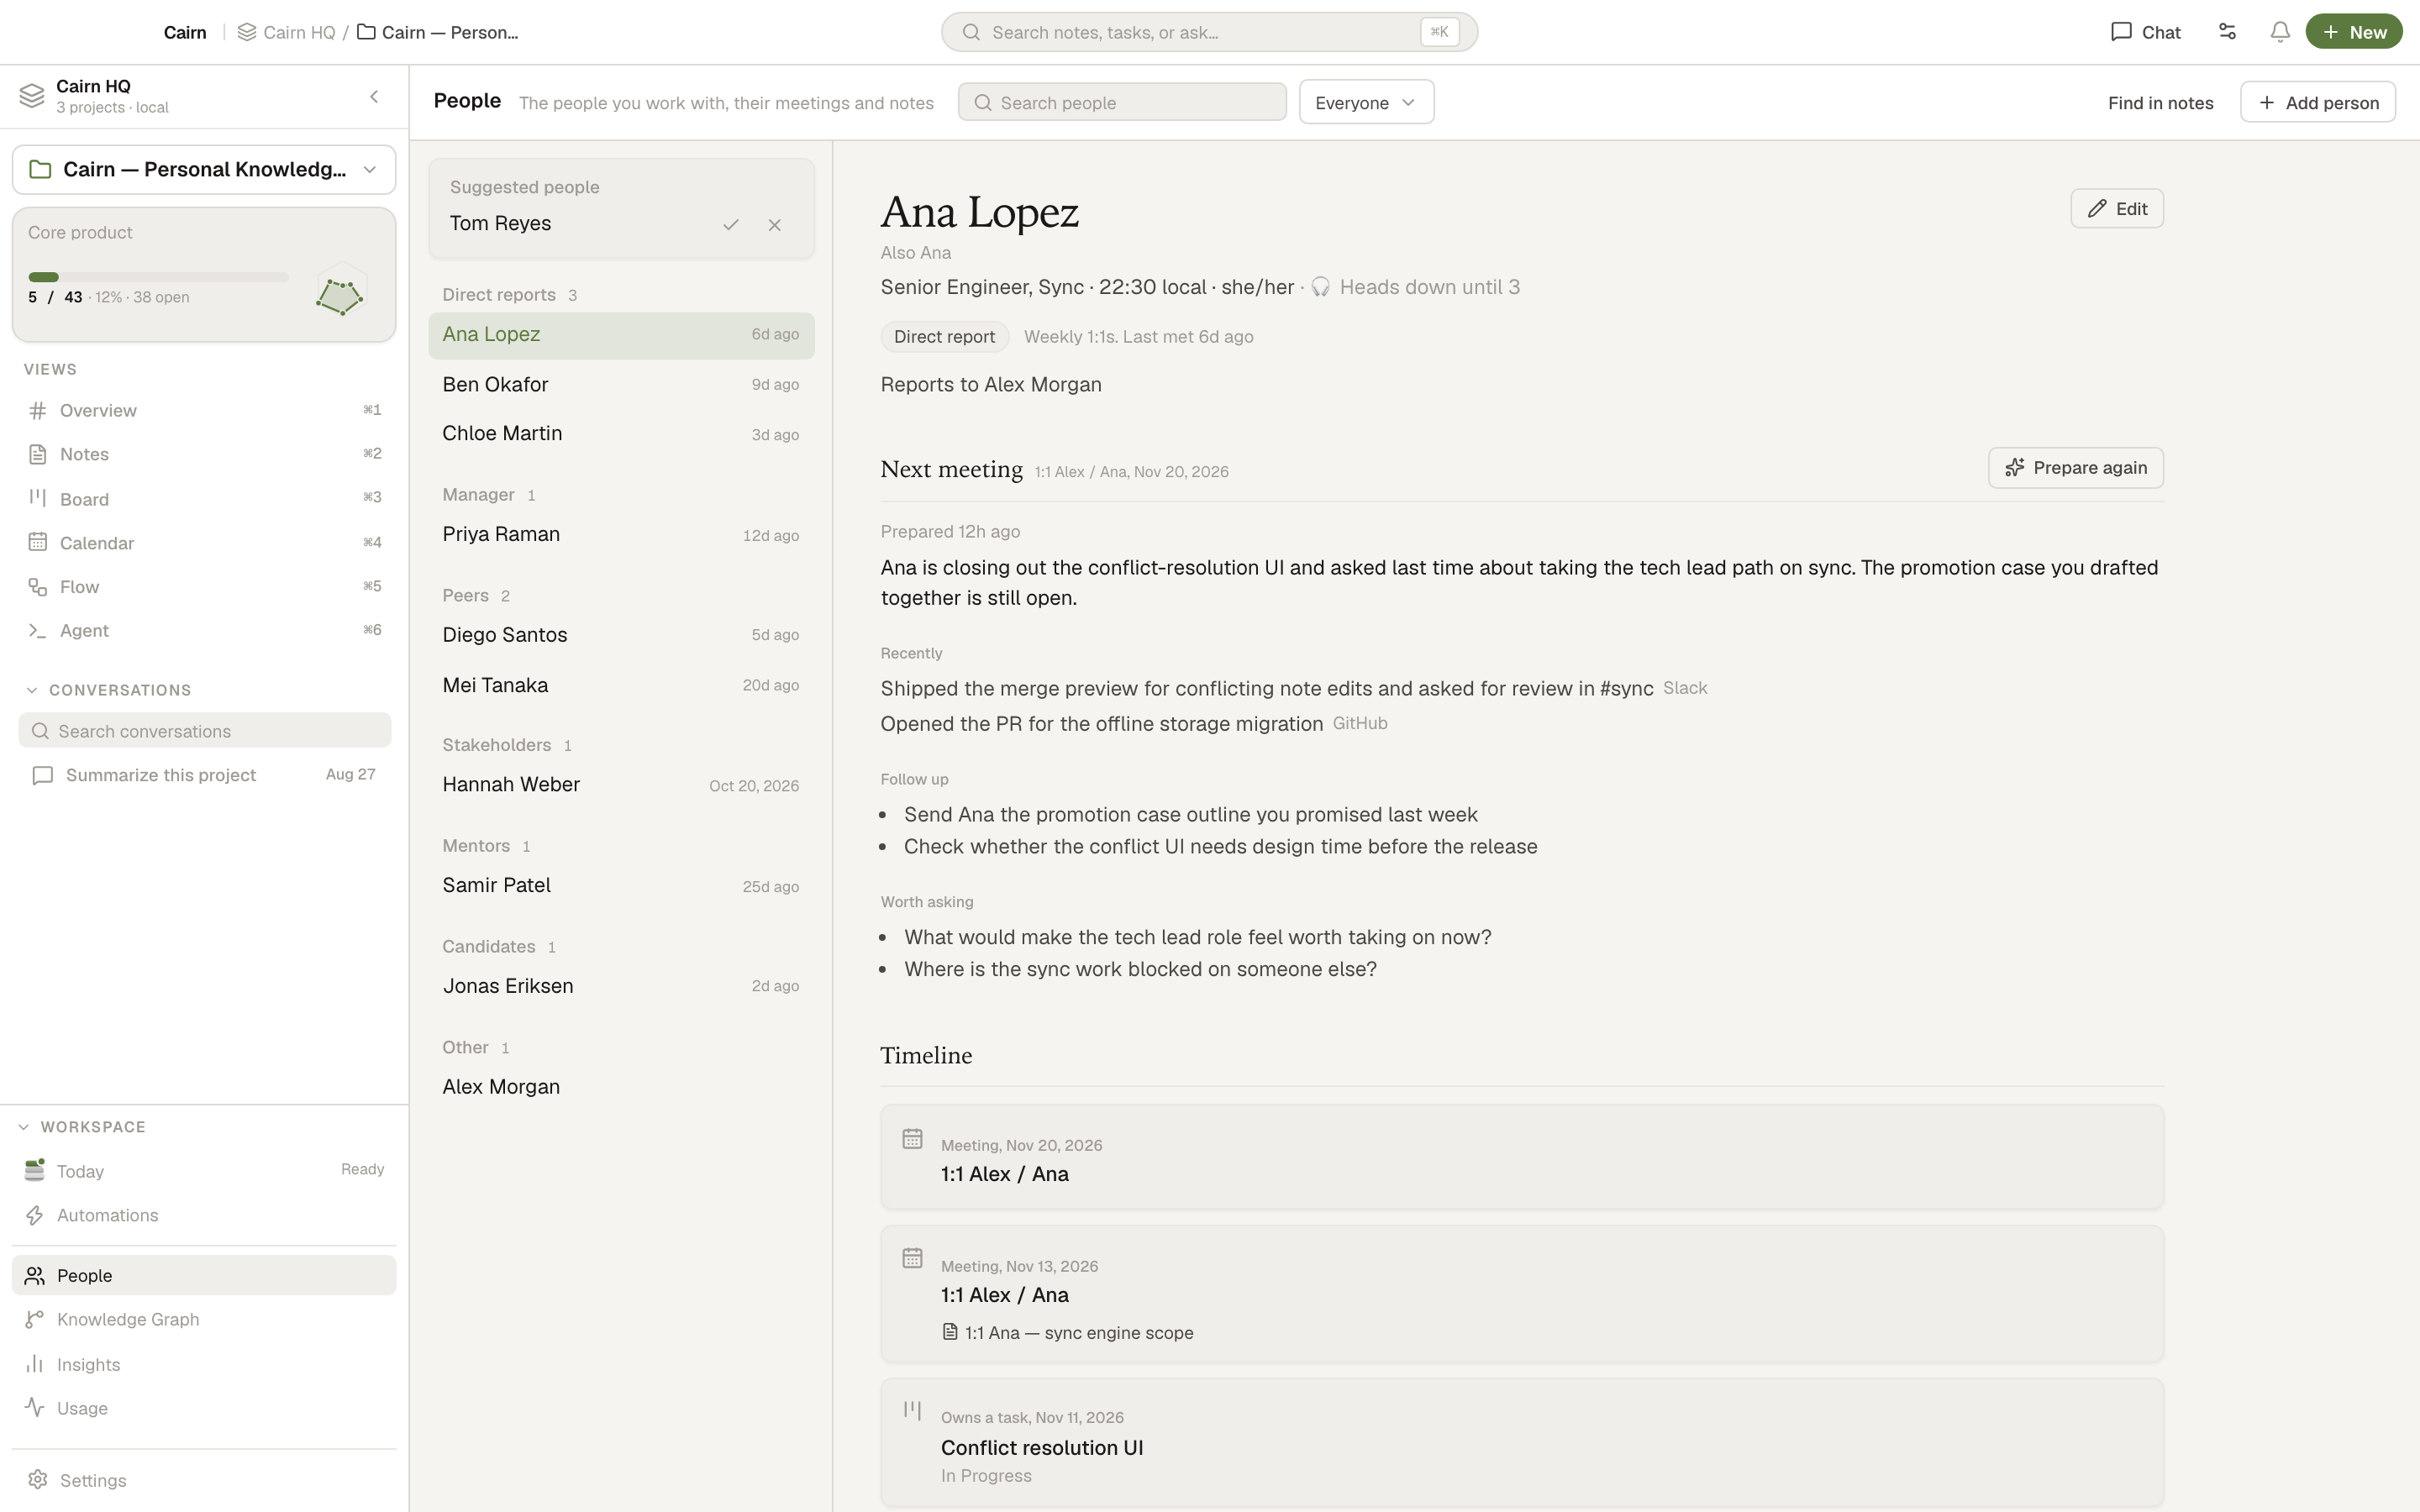 Cairn
Cairn HQ / Cairn — Person...
Search notes, tasks, or ask... ⌘K
Chat
New
Cairn HQ
3 projects · local
Cairn — Personal Knowledg...
Core product
5 / 43 · 12% · 38 open
VIEWS
Overview ⌘1
Notes ⌘2
Board ⌘3
Calendar ⌘4
Flow ⌘5
Agent ⌘6
CONVERSATIONS
Search conversations
Summarize this project Aug 27
WORKSPACE
Today Ready
Automations
People
Knowledge Graph
Insights
Usage
Settings
People The people you work with, their meetings and notes
Search people
Everyone
Find in notes
Add person
Suggested people
Tom Reyes
Direct reports 3
Ana Lopez 6d ago
Ben Okafor 9d ago
Chloe Martin 3d ago
Manager 1
Priya Raman 12d ago
Peers 2
Diego Santos 5d ago
Mei Tanaka 20d ago
Stakeholders 1
Hannah Weber Oct 20, 2026
Mentors 1
Samir Patel 25d ago
Candidates 1
Jonas Eriksen 2d ago
Other 1
Alex Morgan
Ana Lopez
Edit
Also Ana
Senior Engineer, Sync · 22:30 local · she/her · 🎧 Heads down until 3
Direct report Weekly 1:1s. Last met 6d ago
Reports to Alex Morgan
Next meeting 1:1 Alex / Ana, Nov 20, 2026
Prepare again
Prepared 12h ago
Ana is closing out the conflict-resolution UI and asked last time about taking the tech lead path on sync. The promotion case you drafted
together is still open.
Recently
Shipped the merge preview for conflicting note edits and asked for review in #sync Slack
Opened the PR for the offline storage migration GitHub
Follow up
• Send Ana the promotion case outline you promised last week
• Check whether the conflict UI needs design time before the release
Worth asking
• What would make the tech lead role feel worth taking on now?
• Where is the sync work blocked on someone else?
Timeline
Meeting, Nov 20, 2026
1:1 Alex / Ana
Meeting, Nov 13, 2026
1:1 Alex / Ana
1:1 Ana — sync engine scope
Owns a task, Nov 11, 2026
Conflict resolution UI
In Progress